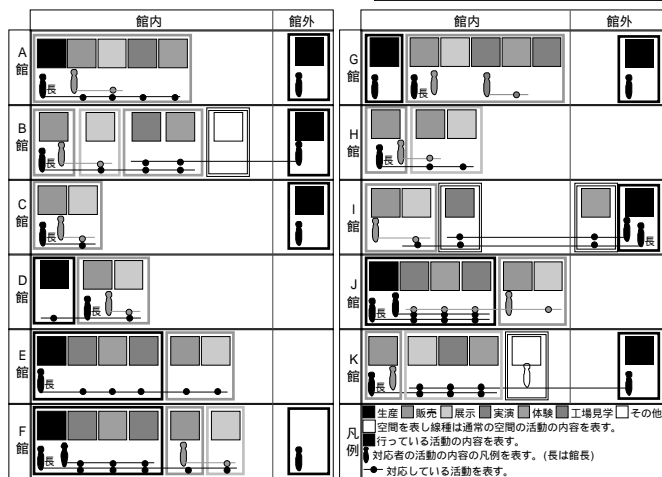 館内 館外 館内 館外
A館 長
B館 長
C館 長
D館 長
E館 長
F館
G館 長
H館 長
I館 長
J館 長
K館 長
凡例
生産 販売 展示 実演 体験 工場見学 その他
空間を表し線種は通常の空間の活動の内容を表す。
行っている活動の内容を表す。
対応者の活動の内容の凡例を表す。(長は館長)
対応している活動を表す。